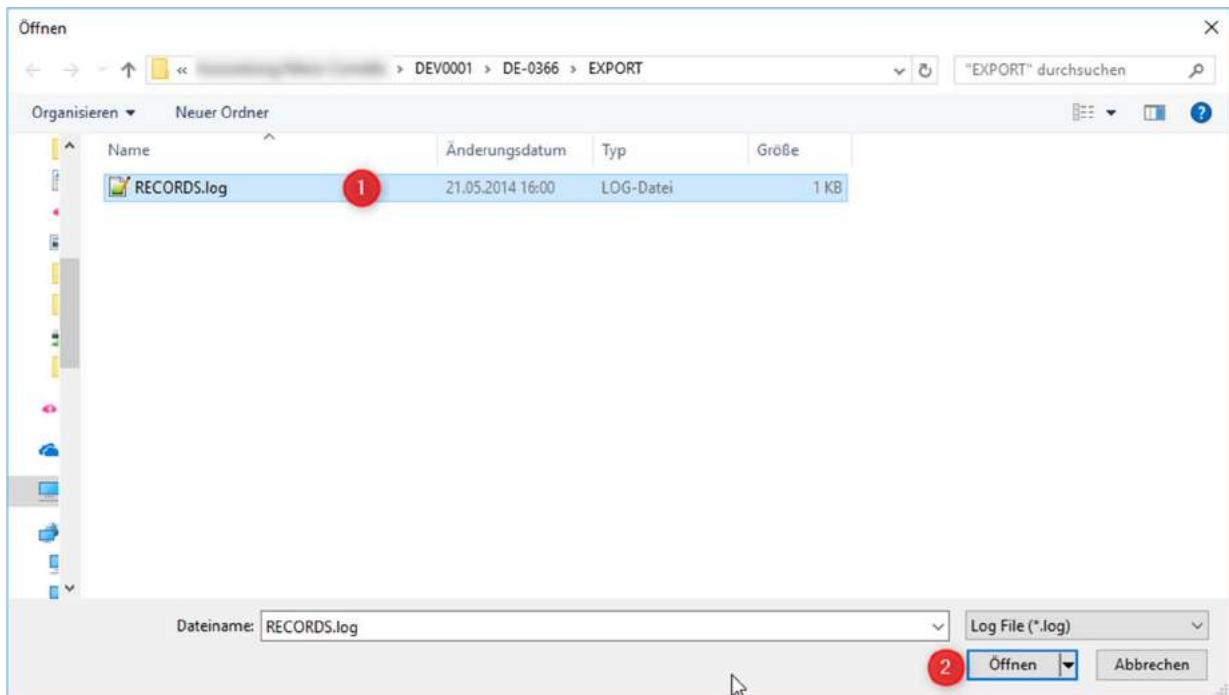 Öffnen
« > DEV0001 > DE-0366 > EXPORT "EXPORT" durchsuchen
Organisieren Neuer Ordner
Name Änderungsdatum Typ Größe
RECORDS.log 1 21.05.2014 16:00 LOG-Datei 1 KB
Dateiname: RECORDS.log Log File (*.log)
2 Öffnen Abbrechen